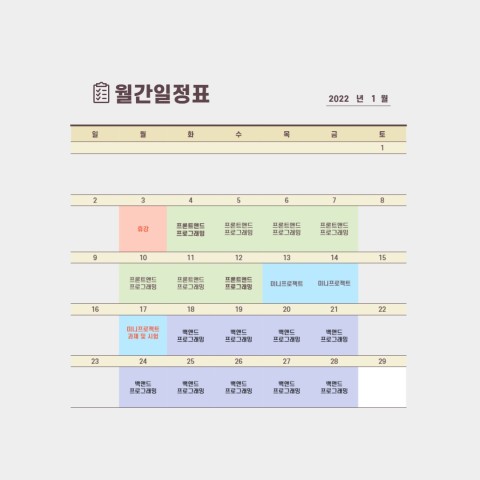 월간일정표
2022 년 1 월
일 월 화 수 목 금 토
1
2 3 4 5 6 7 8
휴강 프론트엔드 프론트엔드 프론트엔드 프론트엔드
프로그래밍 프로그래밍 프로그래밍 프로그래밍
9 10 11 12 13 14 15
프론트엔드 프론트엔드 프론트엔드 미니프로젝트 미니프로젝트
프로그래밍 프로그래밍 프로그래밍
16 17 18 19 20 21 22
미니프로젝트 백엔드 백엔드 백엔드 백엔드
과제 및 시험 프로그래밍 프로그래밍 프로그래밍 프로그래밍
23 24 25 26 27 28 29
백엔드 백엔드 백엔드 백엔드 백엔드
프로그래밍 프로그래밍 프로그래밍 프로그래밍 프로그래밍